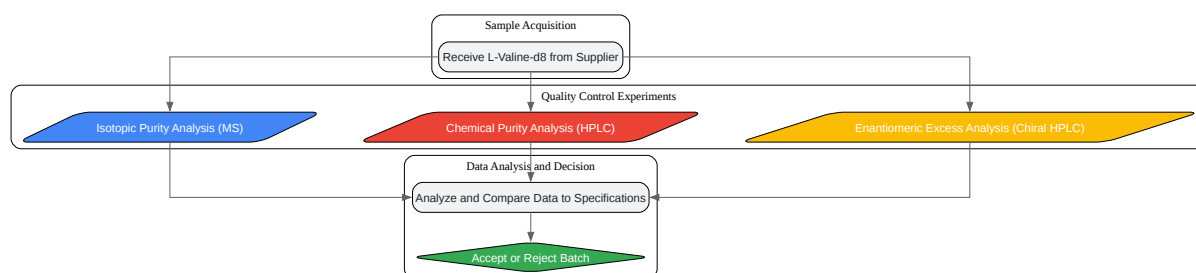 Sample Acquisition
Receive L-Valine-d8 from Supplier
Quality Control Experiments
Isotopic Purity Analysis (MS)
Chemical Purity Analysis (HPLC)
Enantiomeric Excess Analysis (Chiral HPLC)
Data Analysis and Decision
Analyze and Compare Data to Specifications
Accept or Reject Batch